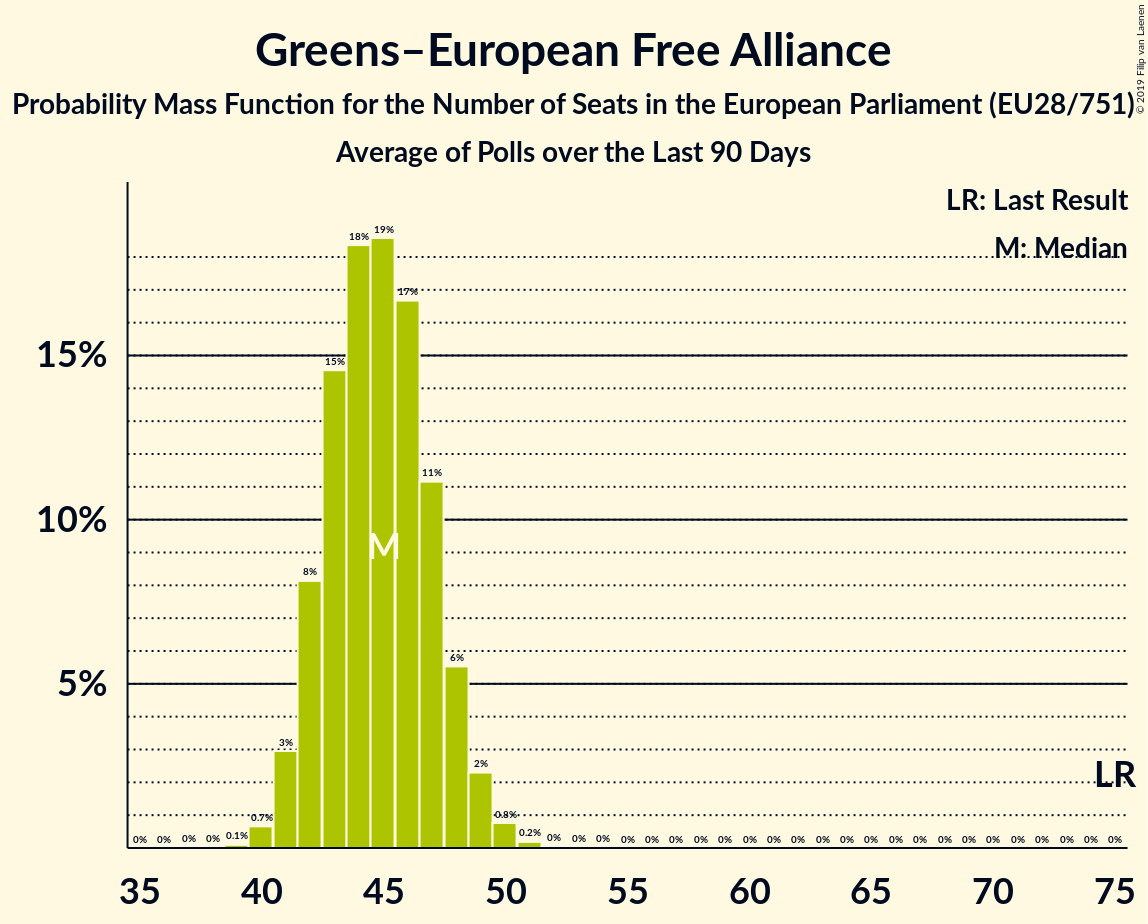 Greens–European Free Alliance
Probability Mass Function for the Number of Seats in the European Parliament (EU28/751)
Average of Polls over the Last 90 Days
© 2019 Filip van Laenen
LR: Last Result
M: Median
15%
10%
5%
0% 0% 0% 0% 0.1% 0.7% 3% 8% 15% 18% 19% 17% 11% 6% 2% 0.8% 0.2% 0% 0% 0% 0% 0% 0% 0% 0% 0% 0% 0% 0% 0% 0% 0% 0% 0% 0% 0% 0% 0% 0% 0% 0%
M
LR
35 40 45 50 55 60 65 70 75